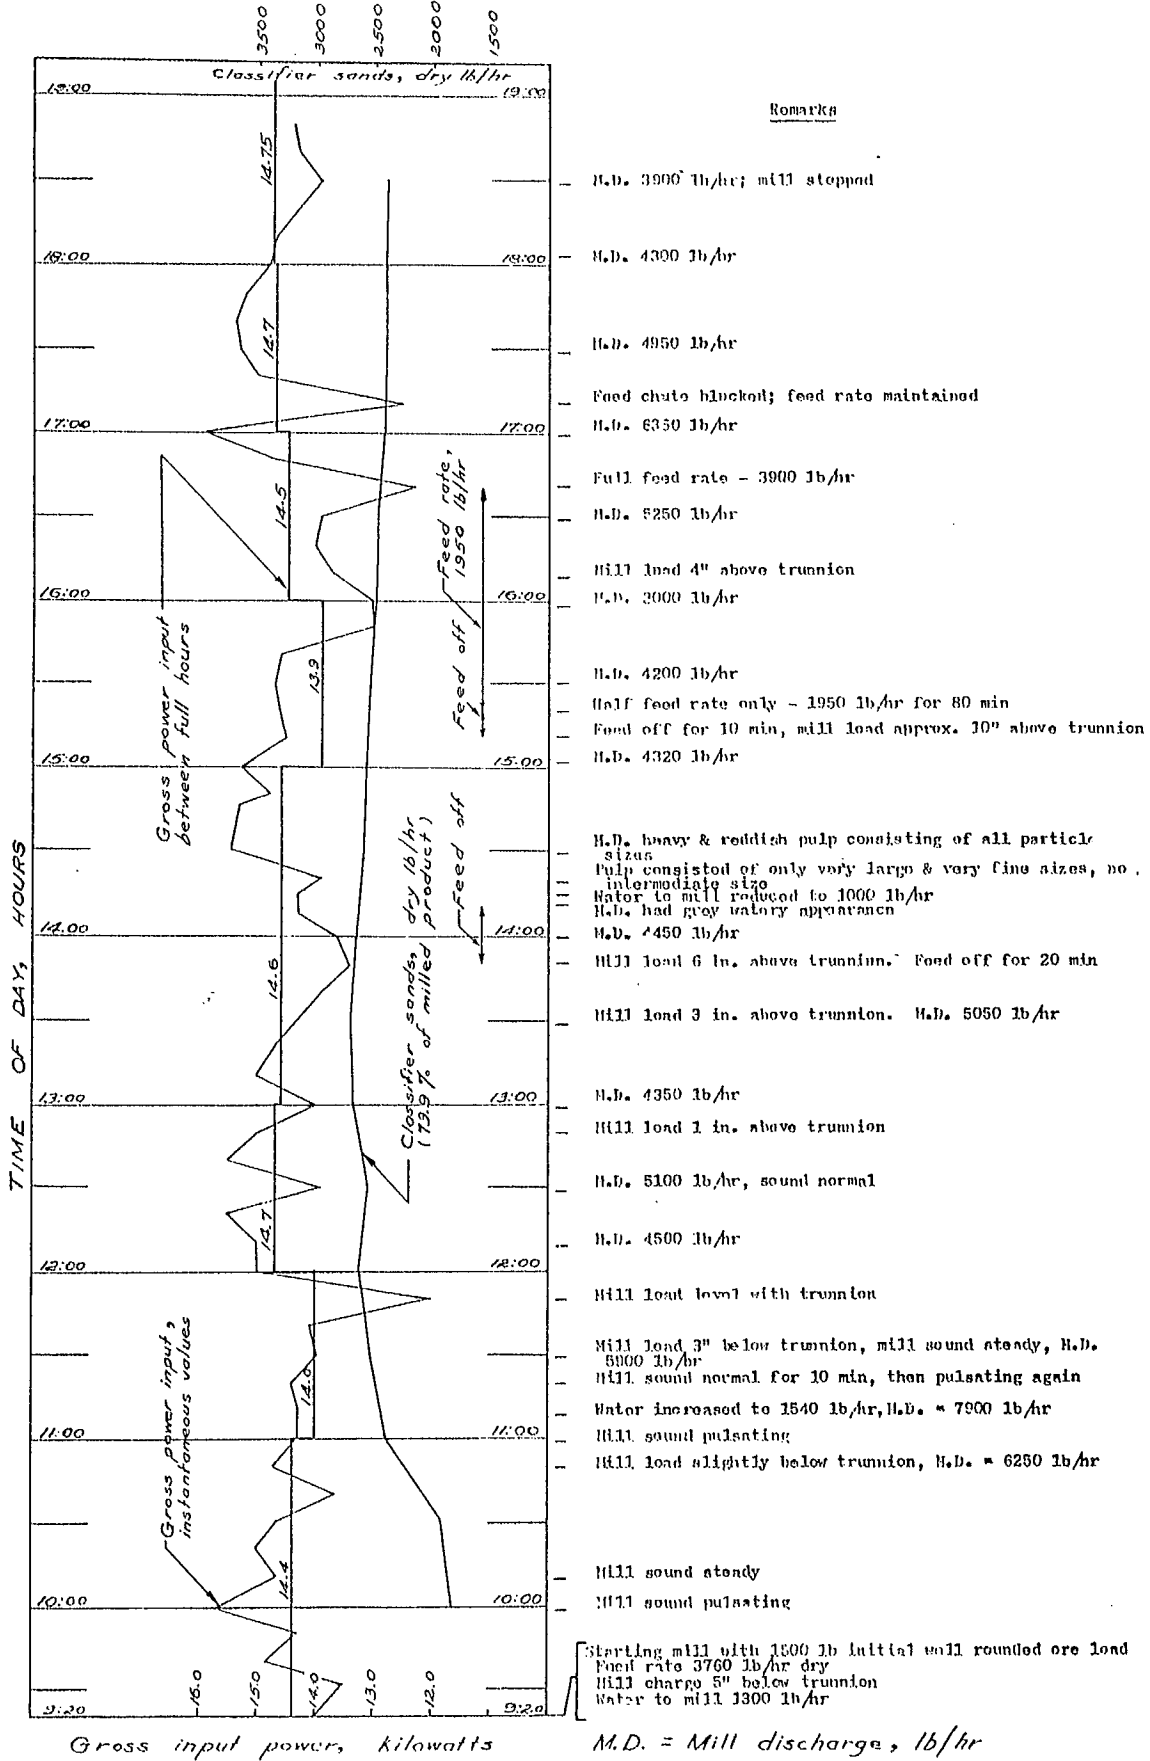 3500 3000 2500 2000 1500
Classifier sands, dry lb/hr
19:00 19:00
Remarks
14.75
M.D. 3900 lb/hr; mill stopped
18:00 18:00
M.D. 4300 lb/hr
14.7
M.D. 4950 lb/hr
Feed chute blocked; feed rate maintained
17:00 17:00
M.D. 6350 lb/hr
Full feed rate - 3900 lb/hr
14.5
Feed rate,
1950 lb/hr
M.D. 5250 lb/hr
Mill load 4" above trunnion
16:00 16:00
M.D. 3000 lb/hr
Gross power input
between full hours
13.9
Feed off
M.D. 4200 lb/hr
Half feed rate only - 1950 lb/hr for 80 min
Feed off for 10 min, mill load approx. 10" above trunnion
15:00 15:00
M.D. 4320 lb/hr
M.D. heavy & reddish pulp consisting of all particle
sizes
Pulp consisted of only very large & very fine sizes, no
intermediate size
Water to mill reduced to 1000 lb/hr
M.D. had grey watery appearance
Feed off
14:00 14:00
M.D. 4450 lb/hr
Mill load 6 in. above trunnion. Feed off for 20 min
14.6
Classifier sands, dry lb/hr
(73.9% of milled product)
Mill load 3 in. above trunnion. M.D. 5050 lb/hr
TIME OF DAY, HOURS
13:00 13:00
M.D. 4350 lb/hr
Mill load 1 in. above trunnion
M.D. 5100 lb/hr, sound normal
14.7
M.D. 4500 lb/hr
12:00 12:00
Mill load level with trunnion
Gross power input,
instantaneous values
Mill load 3" below trunnion, mill sound steady, M.D.
5900 lb/hr
Mill sound normal for 10 min, then pulsating again
14.0
Water increased to 1540 lb/hr, M.D. = 7900 lb/hr
11:00 11:00
Mill sound pulsating
Mill load slightly below trunnion, M.D. = 6250 lb/hr
14.4
Mill sound steady
10:00 10:00
Mill sound pulsating
Starting mill with 1500 lb initial well rounded ore load
Feed rate 3760 lb/hr dry
Mill charge 5" below trunnion
Water to mill 1300 lb/hr
16.0 15.0 14.0 13.0 12.0
9:20 9:20
Gross input power, kilowatts
M.D. = Mill discharge, lb/hr